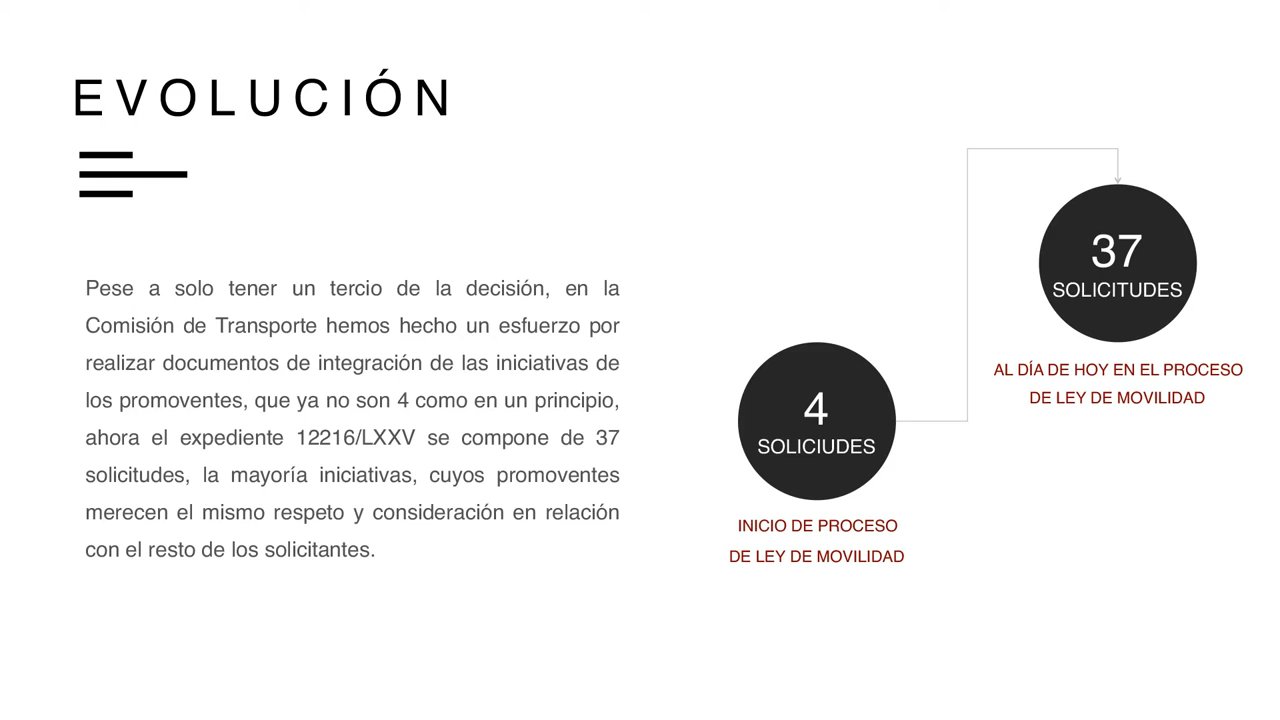 EVOLUCIÓN
Pese a solo tener un tercio de la decisión, en la
Comisión de Transporte hemos hecho un esfuerzo por
realizar documentos de integración de las iniciativas de
los promoventes, que ya no son 4 como en un principio,
ahora el expediente 12216/LXXV se compone de 37
solicitudes, la mayoría iniciativas, cuyos promoventes
merecen el mismo respeto y consideración en relación
con el resto de los solicitantes.
4
SOLICIUDES
INICIO DE PROCESO
DE LEY DE MOVILIDAD
37
SOLICITUDES
AL DÍA DE HOY EN EL PROCESO
DE LEY DE MOVILIDAD